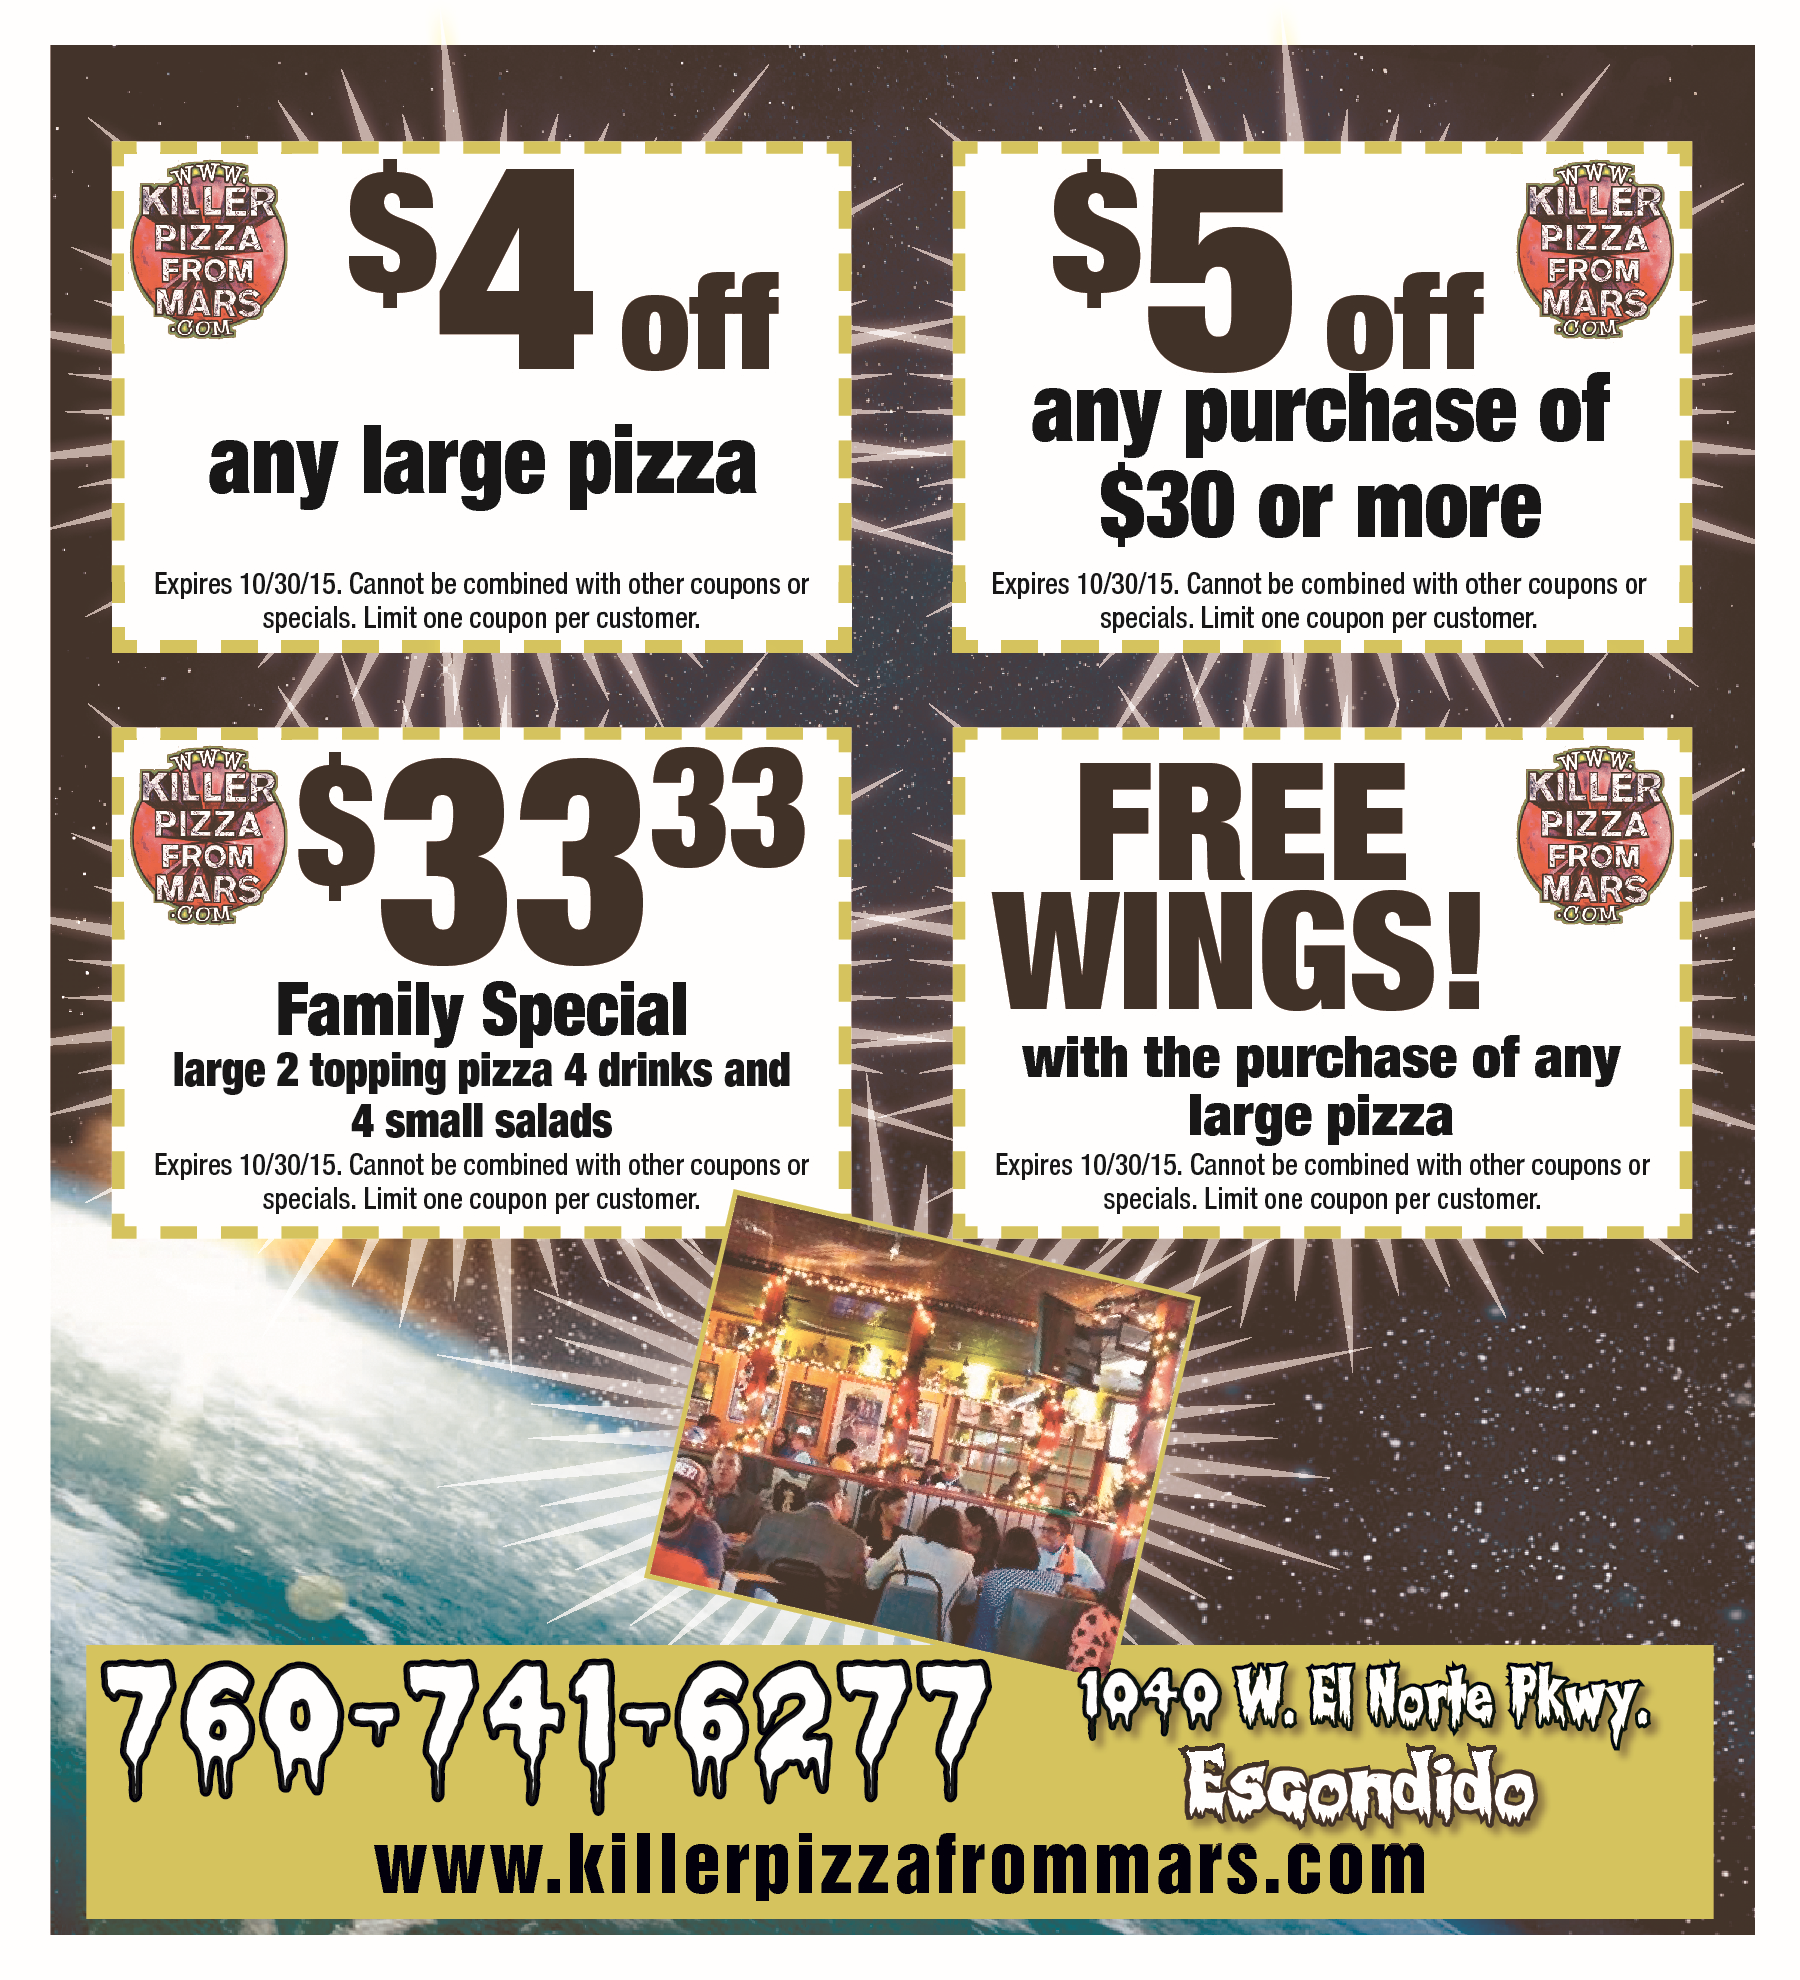 WWW.
KILLER
PIZZA
FROM
MARS
.COM
$4 off
any large pizza
Expires 10/30/15. Cannot be combined with other coupons or
specials. Limit one coupon per customer.
$5 off
WWW.
KILLER
PIZZA
FROM
MARS
.COM
any purchase of
$30 or more
Expires 10/30/15. Cannot be combined with other coupons or
specials. Limit one coupon per customer.
WWW.
KILLER
PIZZA
FROM
MARS
.COM
$33 33
Family Special
large 2 topping pizza 4 drinks and
4 small salads
Expires 10/30/15. Cannot be combined with other coupons or
specials. Limit one coupon per customer.
FREE
WINGS!
WWW.
KILLER
PIZZA
FROM
MARS
.COM
with the purchase of any
large pizza
Expires 10/30/15. Cannot be combined with other coupons or
specials. Limit one coupon per customer.
760-741-6277
1040 W. El Norte Pkwy.
Escondido
www.killerpizzafrommars.com